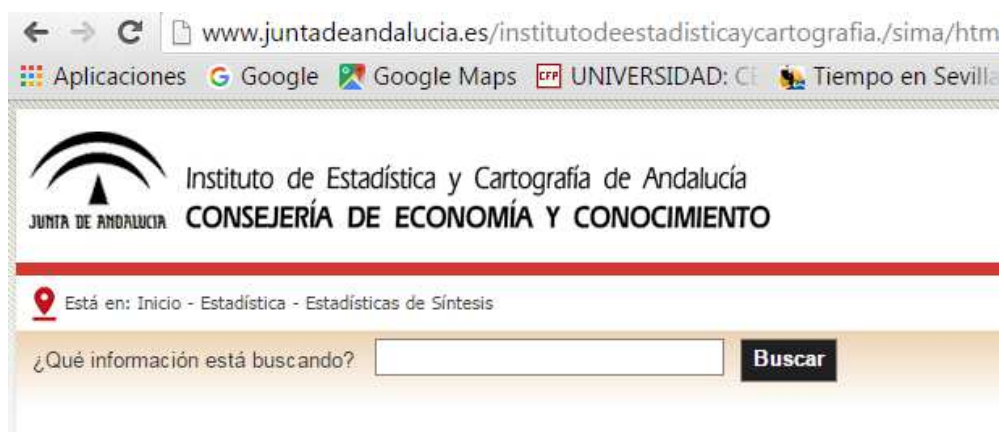 www.juntadeandalucia.es/institutodeestadisticaycartografia./sima/htm
Aplicaciones Google Google Maps CFP UNIVERSIDAD: Tiempo en Sevilla
Instituto de Estadística y Cartografía de Andalucía
JUNTA DE ANDALUCIA CONSEJERÍA DE ECONOMÍA Y CONOCIMIENTO
Está en: Inicio - Estadística - Estadísticas de Síntesis
¿Qué información está buscando? Buscar